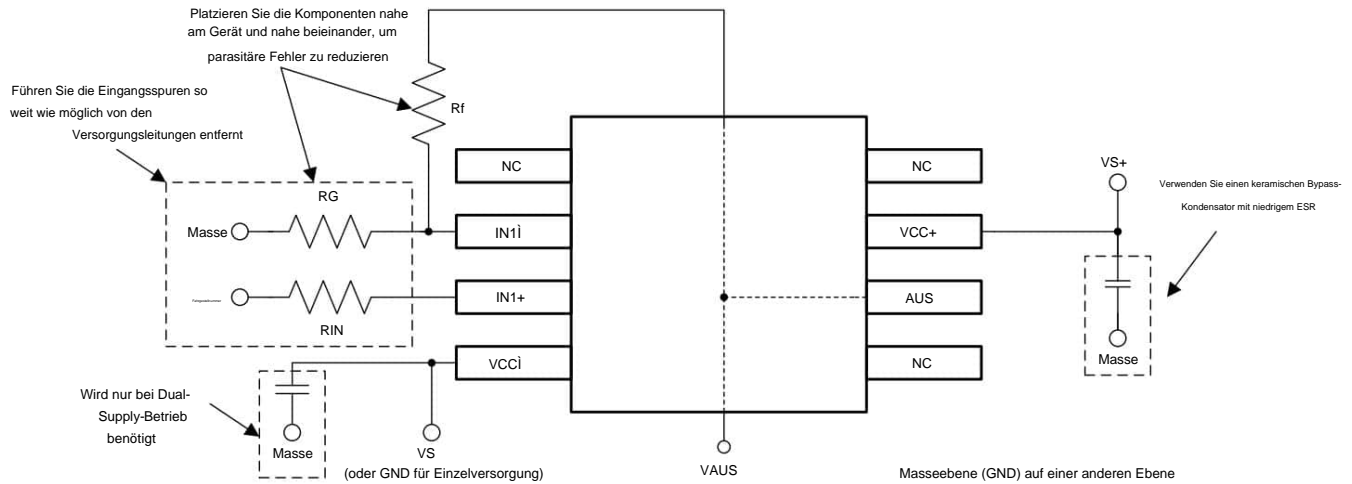 Platzieren Sie die Komponenten nahe
am Gerät und nahe beieinander, um
parasitäre Fehler zu reduzieren
Führen Sie die Eingangsspuren so
weit wie möglich von den
Versorgungsleitungen entfernt
Rf
NC
NC
VS+
Verwenden Sie einen keramischen Bypass-
Kondensator mit niedrigem ESR
RG
Masse
IN1Ì
VCC+
IN1+
AUS
RIN
VCCÌ
NC
Masse
Wird nur bei Dual-
Supply-Betrieb
benötigt
Masse
VS
(oder GND für Einzelversorgung)
VAUS
Masseebene (GND) auf einer anderen Ebene